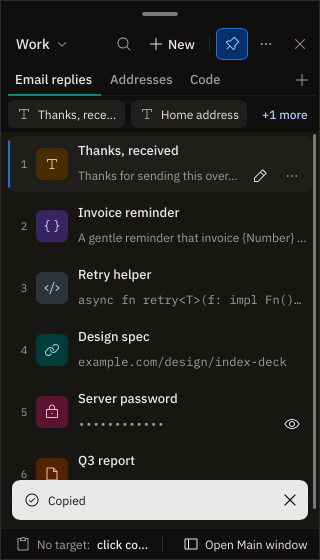 Work
New
Email replies Addresses Code
Thanks, rece... Home address +1 more
1 Thanks, received
Thanks for sending this over...
2 Invoice reminder
A gentle reminder that invoice {Number} ...
3 Retry helper
async fn retry<T>(f: impl Fn()...
4 Design spec
example.com/design/index-deck
5 Server password
••••••••••••
6 Q3 report
Copied
No target: click co... Open Main window